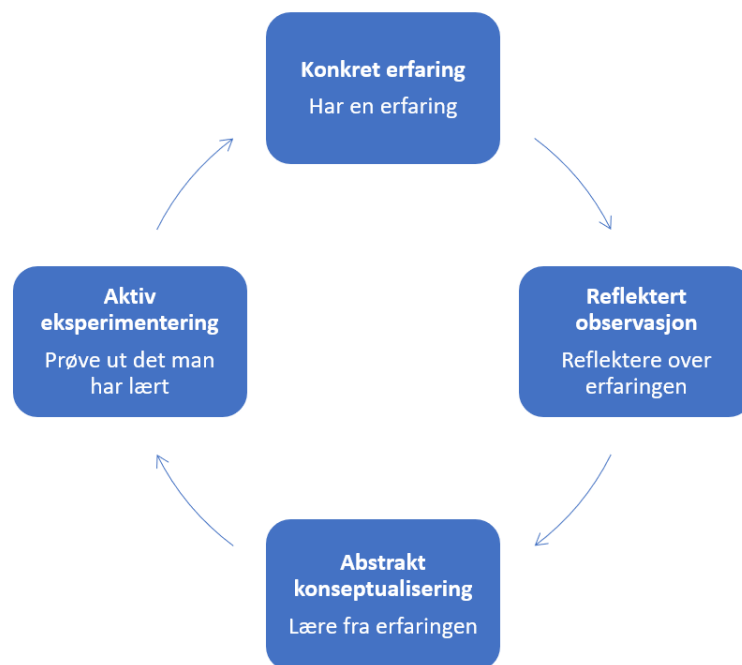 Konkret erfaring
Har en erfaring
Reflektert
observasjon
Reflektere over
erfaringen
Abstrakt
konseptualisering
Lære fra erfaringen
Aktiv
eksperimentering
Prøve ut det man
har lært